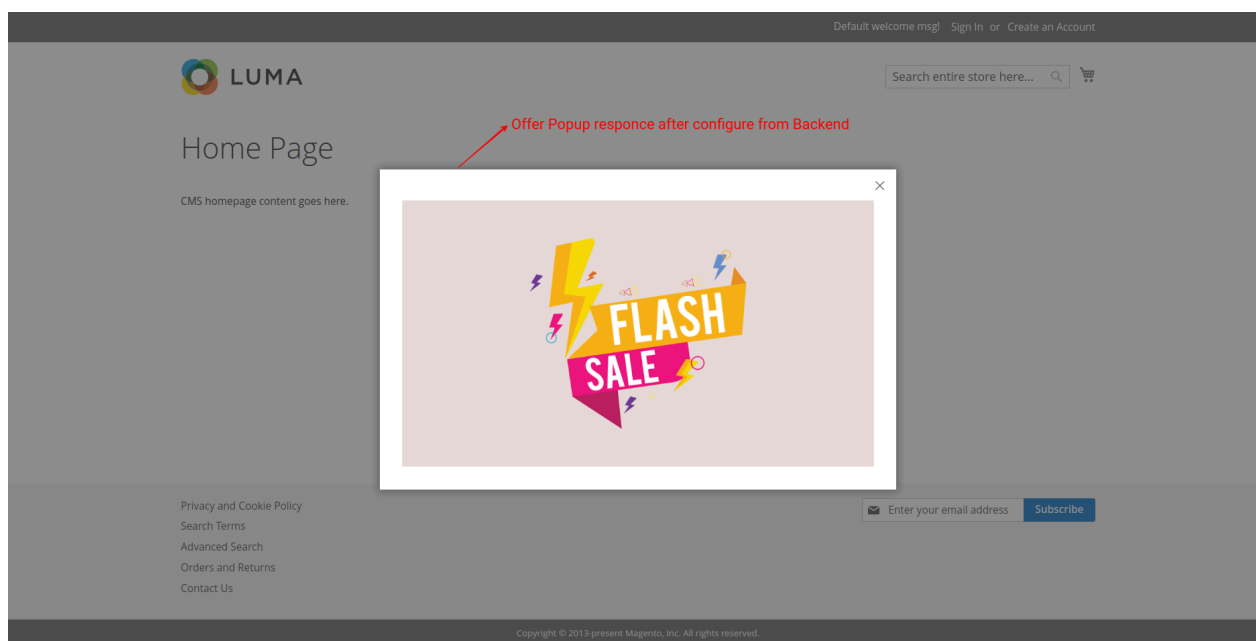 Default welcome msg! Sign In or Create an Account
LUMA
Search entire store here...
Offer Popup responce after configure from Backend
Home Page
CMS homepage content goes here.
FLASH
SALE
Privacy and Cookie Policy
Search Terms
Advanced Search
Orders and Returns
Contact Us
Enter your email address
Subscribe
Copyright © 2013-present Magento, Inc. All rights reserved.